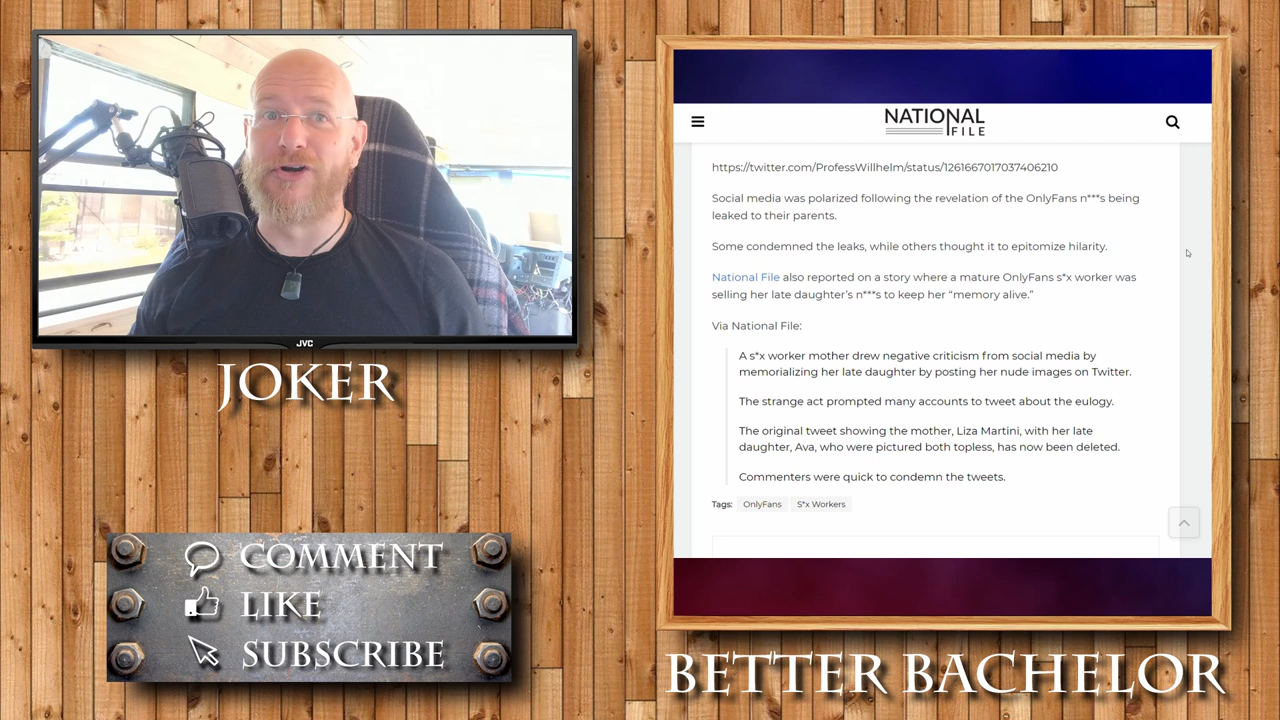 JVC
JOKER
COMMENT
LIKE
SUBSCRIBE
NATIONAL
FILE
https://twitter.com/ProfessWillhelm/status/1261667017037406210
Social media was polarized following the revelation of the OnlyFans n***s being
leaked to their parents.
Some condemned the leaks, while others thought it to epitomize hilarity.
National File also reported on a story where a mature OnlyFans s*x worker was
selling her late daughter’s n***s to keep her “memory alive.”
Via National File:
A s*x worker mother drew negative criticism from social media by
memorializing her late daughter by posting her nude images on Twitter.
The strange act prompted many accounts to tweet about the eulogy.
The original tweet showing the mother, Liza Martini, with her late
daughter, Ava, who were pictured both topless, has now been deleted.
Commenters were quick to condemn the tweets.
Tags: OnlyFans S*x Workers
BETTER BACHELOR